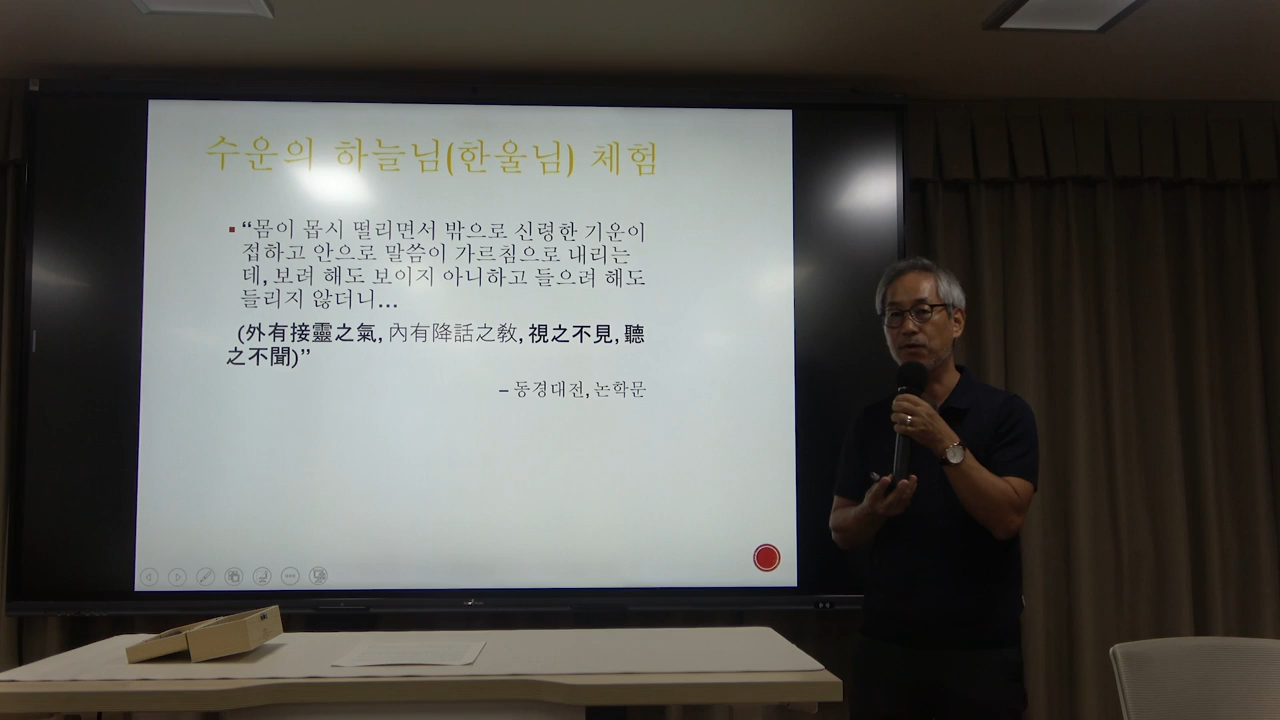 수운의 하늘님(한울님) 체험
“몸이 몹시 떨리면서 밖으로 신령한 기운이
접하고 안으로 말씀이 가르침으로 내리는
데, 보려 해도 보이지 아니하고 들으려 해도
들리지 않더니...
(外有接靈之氣, 內有降話之敎, 視之不見, 聽
之不聞)”
– 동경대전, 논학문